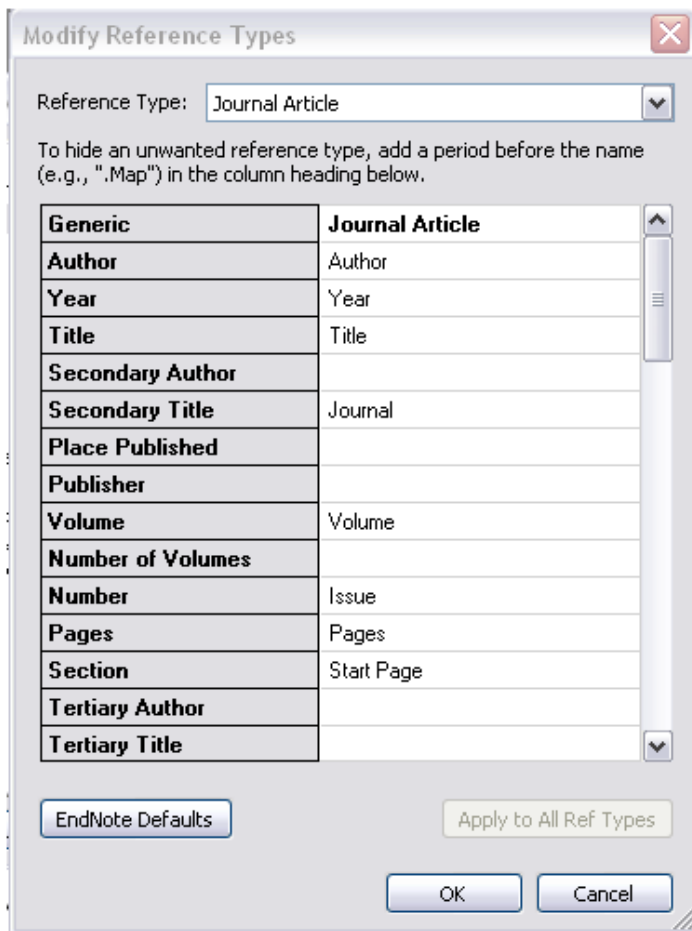 Modify Reference Types
Reference Type: Journal Article
To hide an unwanted reference type, add a period before the name
(e.g., ".Map") in the column heading below.
Generic Journal Article
Author Author
Year Year
Title Title
Secondary Author
Secondary Title Journal
Place Published
Publisher
Volume Volume
Number of Volumes
Number Issue
Pages Pages
Section Start Page
Tertiary Author
Tertiary Title
EndNote Defaults Apply to All Ref Types
OK Cancel